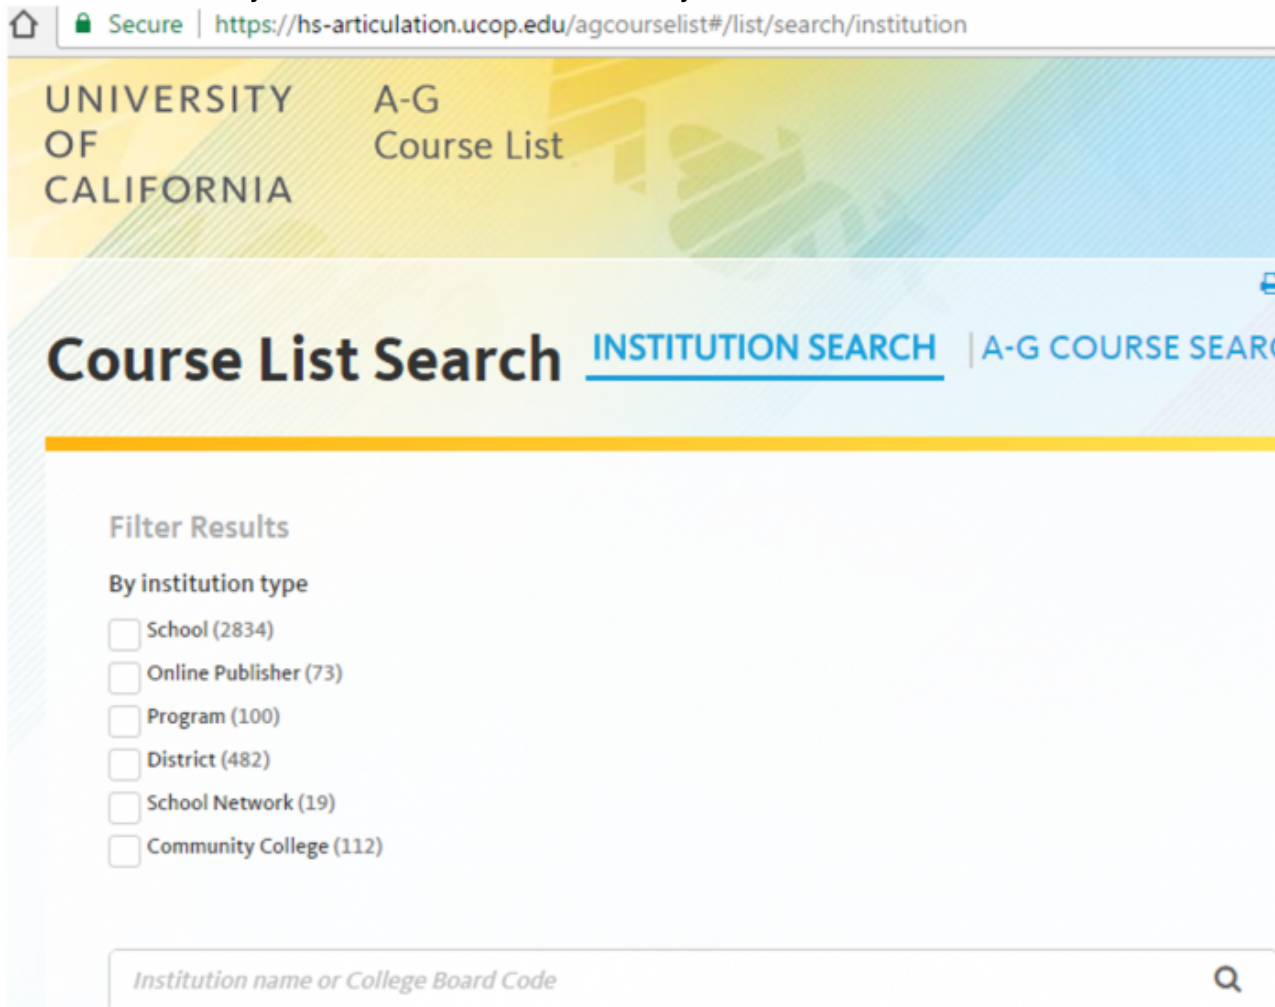 Secure | https://hs-articulation.ucop.edu/agcourselist#/list/search/institution
UNIVERSITY
OF
CALIFORNIA
A-G
Course List
Course List Search
INSTITUTION SEARCH
| A-G COURSE SEARC
Filter Results
By institution type
School (2834)
Online Publisher (73)
Program (100)
District (482)
School Network (19)
Community College (112)
Institution name or College Board Code